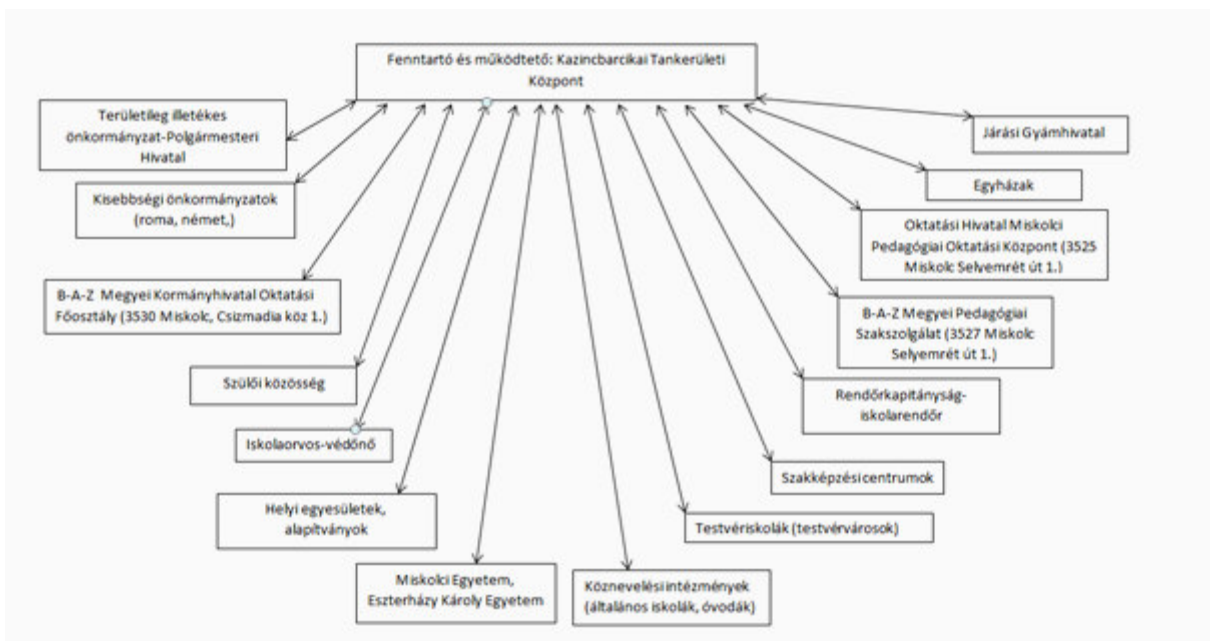 Fenntartó és működtető: Kazincbarcikai Tankerületi
Központ
Területileg illetékes
önkormányzat-Polgármesteri
Hivatal
Kisebbségi önkormányzatok
(roma, német,)
B-A-Z Megyei Kormányhivatal Oktatási
Főosztály (3530 Miskolc, Csizmadia köz 1.)
Szülői közösség
Iskolaorvos-védőnő
Helyi egyesületek,
alapítványok
Miskolci Egyetem,
Eszterházy Károly Egyetem
Köznevelési intézmények
(általános iskolák, óvodák)
Testvériskolák (testvérvárosok)
Szakképzési centrumok
Rendőrkapitányság-
iskolarendőr
B-A-Z Megyei Pedagógiai
Szakszolgálat (3527 Miskolc
Selyemrét út 1.)
Oktatási Hivatal Miskolci
Pedagógiai Oktatási Központ (3525
Miskolc Selyemrét út 1.)
Egyházak
Járási Gyámhivatal